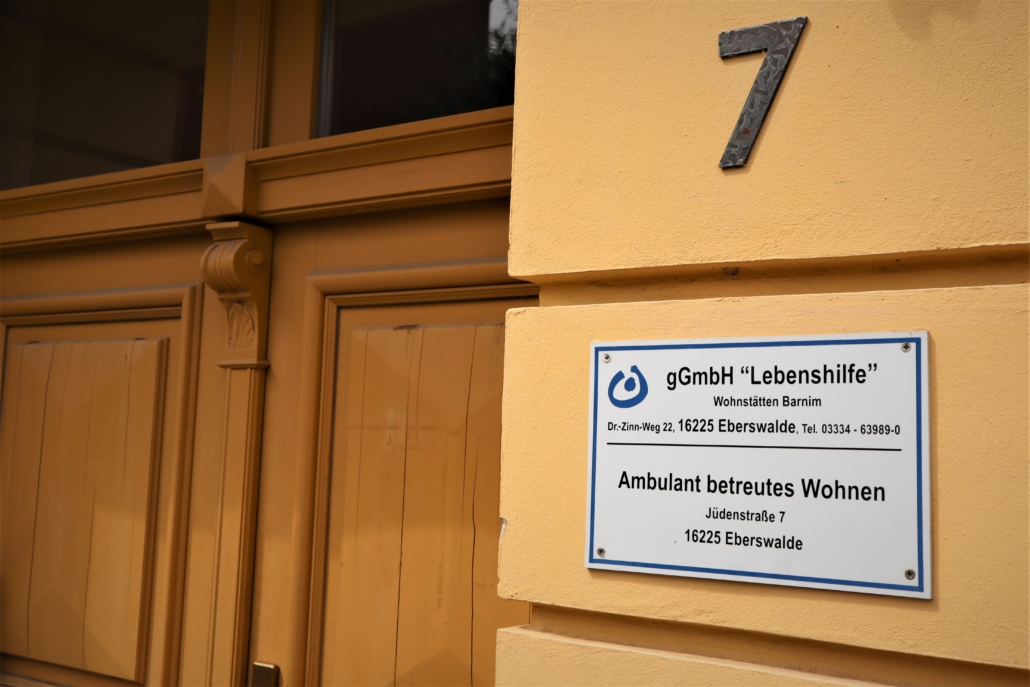 7
gGmbH “Lebenshilfe”
Wohnstätten Barnim
Dr.-Zinn-Weg 22, 16225 Eberswalde, Tel. 03334 - 63989-0
Ambulant betreutes Wohnen
Jüdenstraße 7
16225 Eberswalde